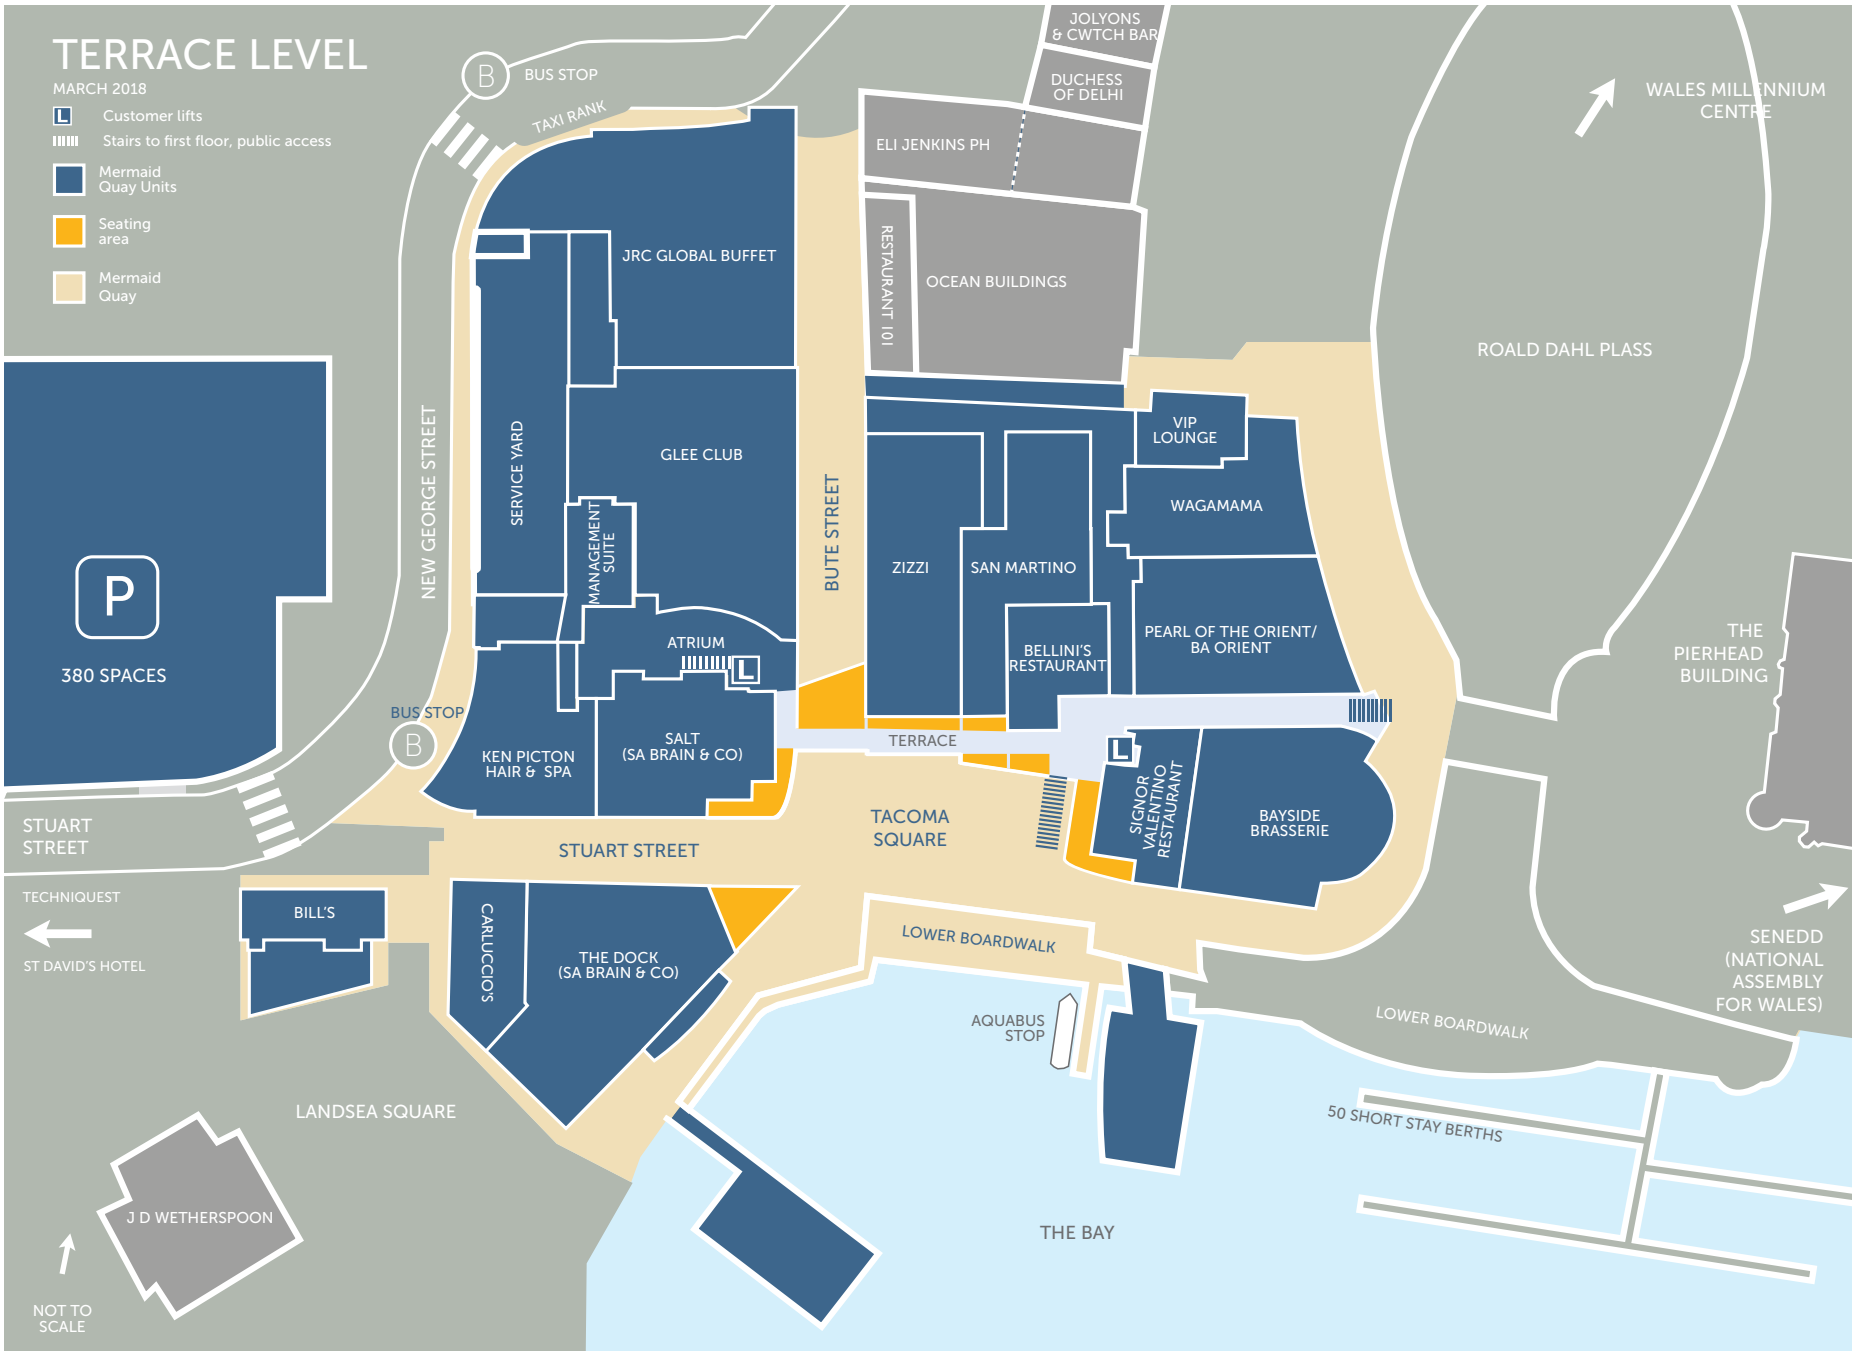 TERRACE LEVEL
MARCH 2018
L
Customer lifts
Stairs to first floor, public access
Mermaid
Quay Units
Seating
area
Mermaid
Quay
B
BUS STOP
TAXI RANK
JOLYONS
& CWTCH BAR
DUCHESS
OF DELHI
ELI JENKINS PH
RESTAURANT 101
OCEAN BUILDINGS
WALES MILLENNIUM
CENTRE
ROALD DAHL PLASS
JRC GLOBAL BUFFET
NEW GEORGE STREET
SERVICE YARD
GLEE CLUB
MANAGEMENT
SUITE
BUTE STREET
VIP
LOUNGE
WAGAMAMA
ZIZZI
SAN MARTINO
BELLINI'S
RESTAURANT
PEARL OF THE ORIENT/
BA ORIENT
P
380 SPACES
ATRIUM
L
BUS STOP
B
KEN PICTON
HAIR & SPA
SALT
(SA BRAIN & CO)
TERRACE
L
SIGNOR
VALENTINO
RESTAURANT
BAYSIDE
BRASSERIE
THE
PIERHEAD
BUILDING
STUART
STREET
STUART STREET
TACOMA
SQUARE
TECHNIQUEST
ST DAVID'S HOTEL
BILL'S
CARLUCCIO'S
THE DOCK
(SA BRAIN & CO)
LOWER BOARDWALK
SENEDD
(NATIONAL
ASSEMBLY
FOR WALES)
AQUABUS
STOP
LOWER BOARDWALK
LANDSEA SQUARE
50 SHORT STAY BERTHS
J D WETHERSPOON
THE BAY
NOT TO
SCALE